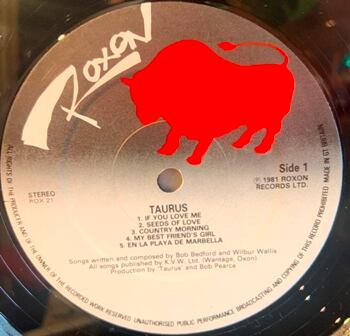 ROXON
Side 1
STEREO
ROX 21
℗ 1981 ROXON
RECORDS LTD.
TAURUS
1. IF YOU LOVE ME
2. SEEDS OF LOVE
3. COUNTRY MORNING
4. MY BEST FRIEND'S GIRL
5. EN LA PLAYA DE MARBELLA
Songs written and composed by Bob Bedford and Wilbur Wallis
All songs published by K.V.W. Ltd. (Wantage, Oxon)
Production by 'Taurus' and Bob Pearce
ALL RIGHTS OF THE PRODUCER AND OF THE OWNER OF THE RECORDED WORK RESERVED UNAUTHORISED PUBLIC PERFORMANCE, BROADCASTING, AND COPYING OF THIS RECORD PROHIBITED MADE IN GT BRITAIN